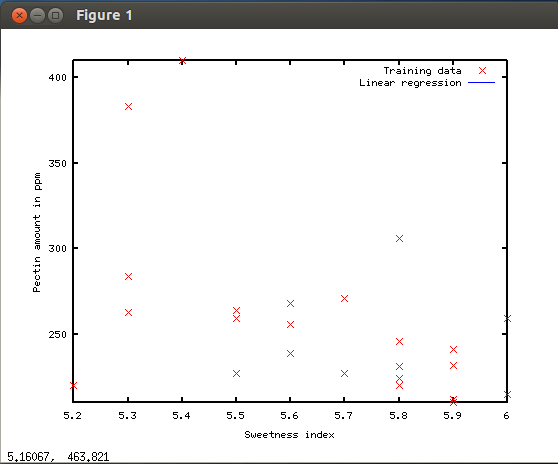 Figure 1
Training data
Linear regression
400
350
300
250
Pectin amount in ppm
5.2 5.3 5.4 5.5 5.6 5.7 5.8 5.9 6
Sweetness index
5.16067, 463.821